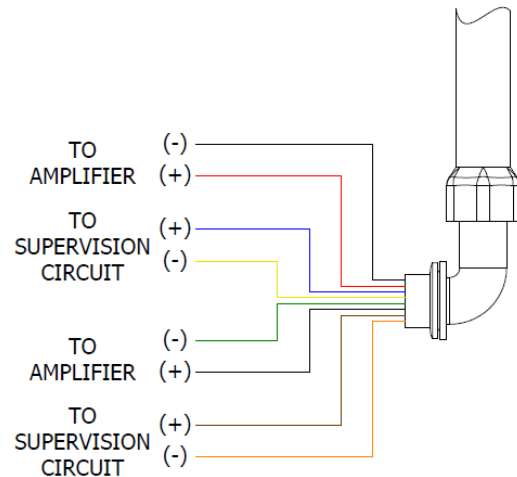 TO
AMPLIFIER
(-)
(+)
TO
SUPERVISION
CIRCUIT
(+)
(-)
TO
AMPLIFIER
(-)
(+)
TO
SUPERVISION
CIRCUIT
(+)
(-)